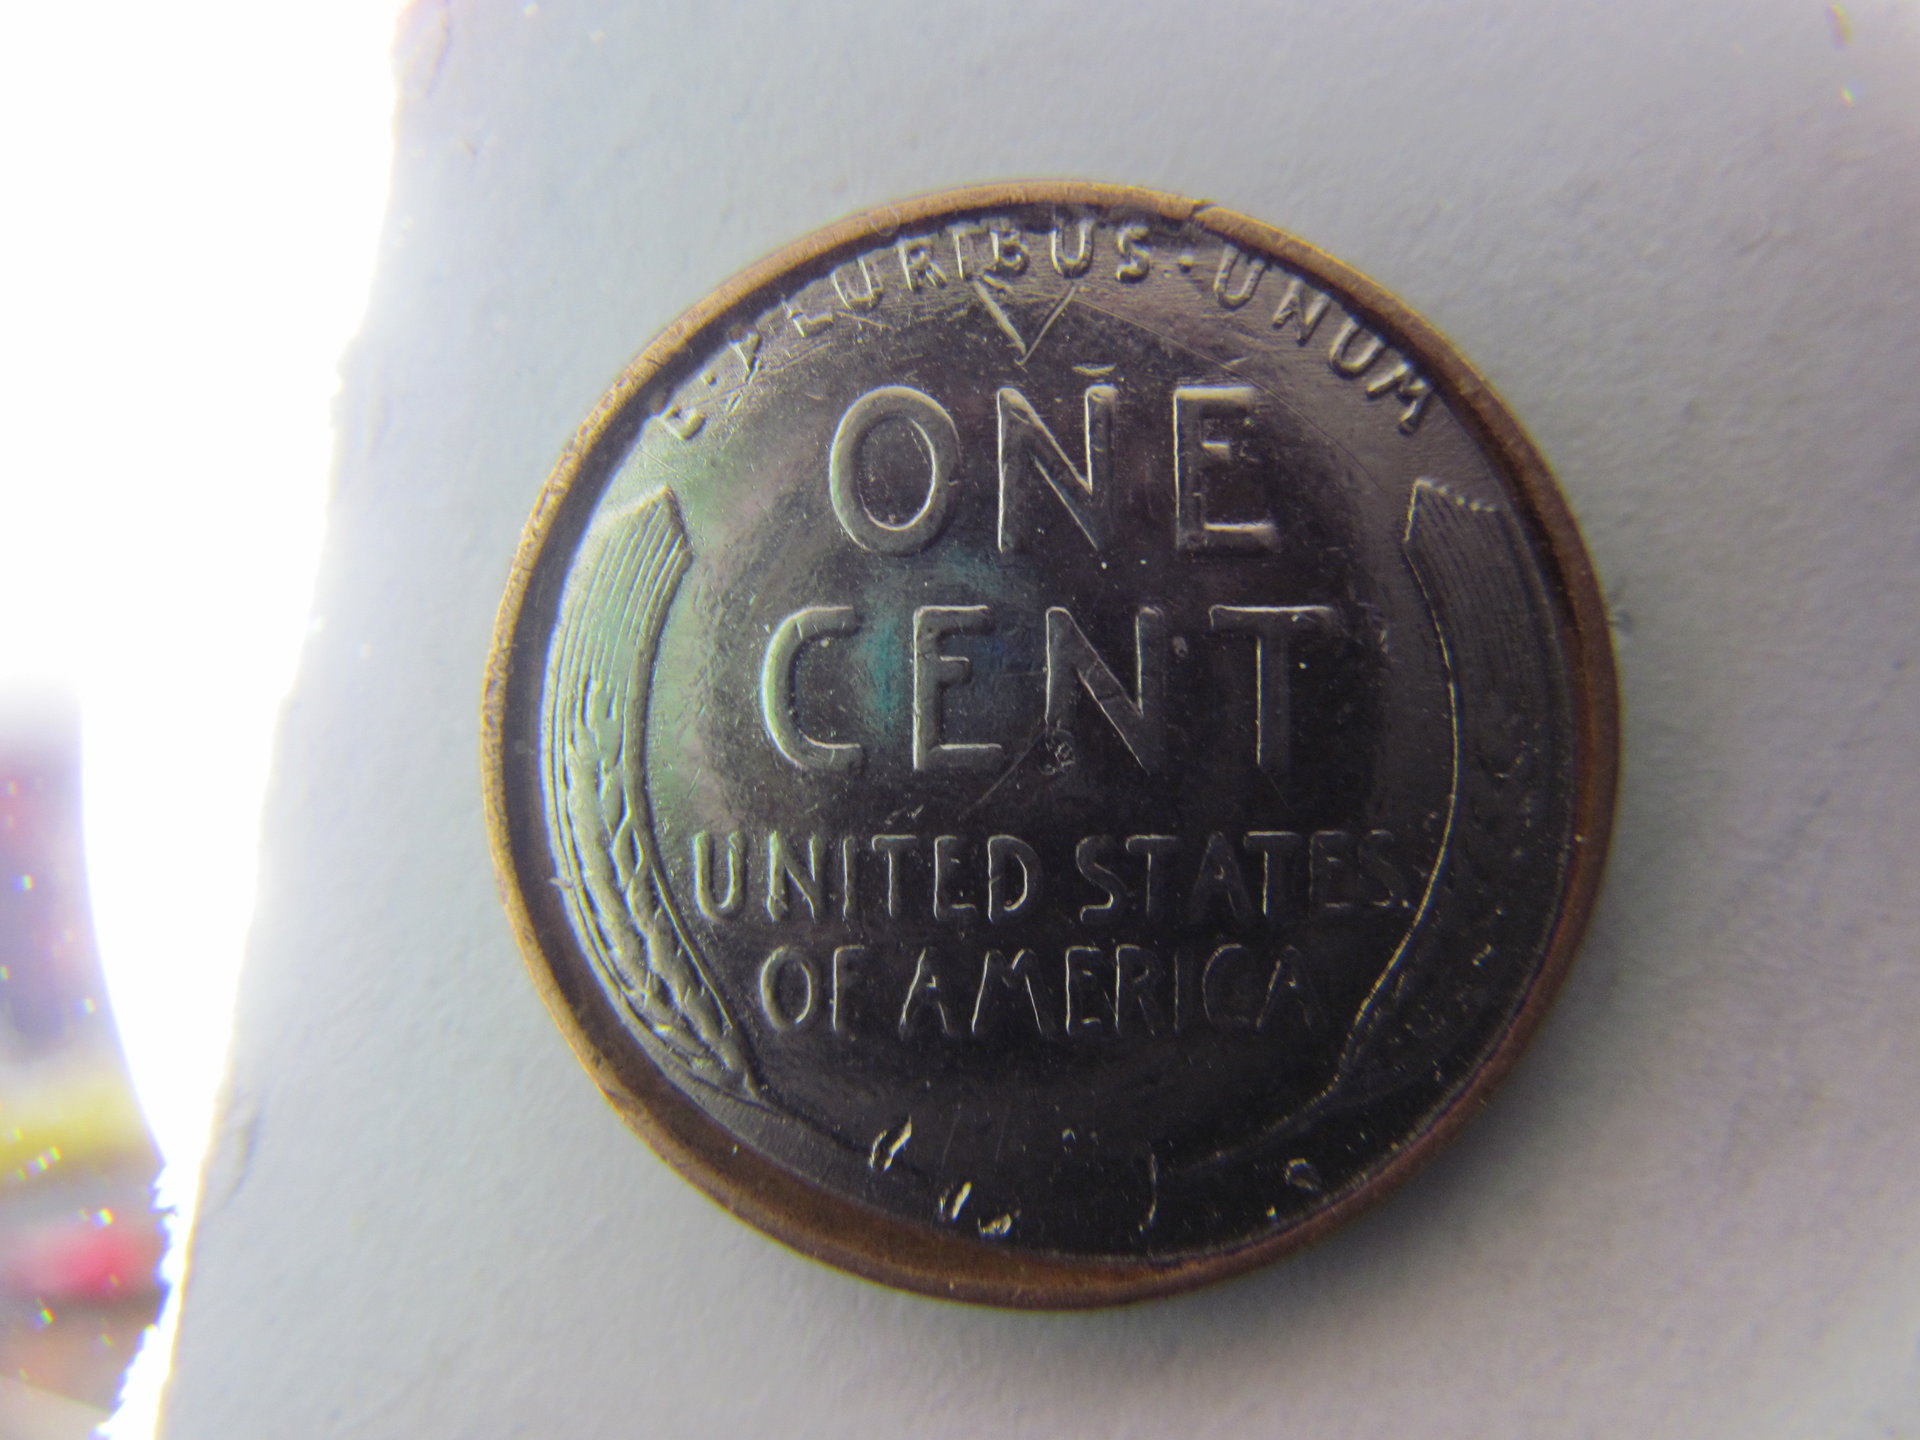 E · PLURIBUS · UNUM
ONE
CENT
UNITED STATES
OF AMERICA